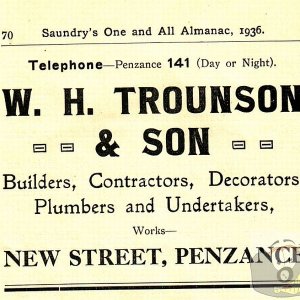 70 Saundry's One and All Almanac, 1936.
Telephone—Penzance 141 (Day or Night).
W. H. TROUNSON
& SON
Builders, Contractors, Decorators
Plumbers and Undertakers,
Works—
NEW STREET, PENZANCE